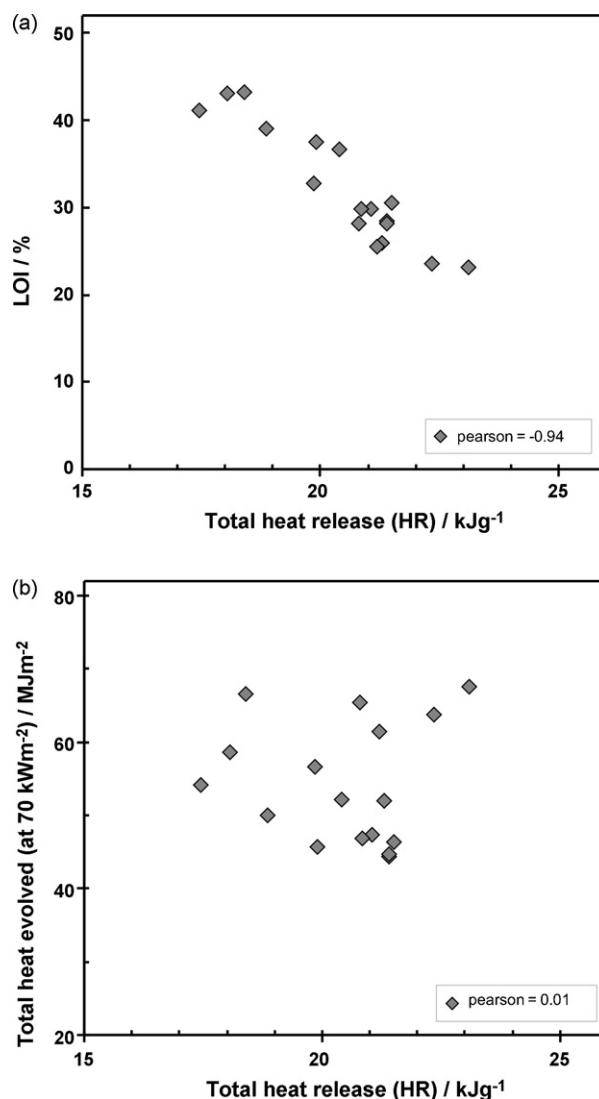 (a)
50
40
30
20
10
0
LOI / %
pearson = -0.94
15
20
25
Total heat release (HR) / kJg⁻¹
(b)
80
60
40
20
Total heat evolved (at 70 kWm⁻²) / MJm⁻²
pearson = 0.01
15
20
25
Total heat release (HR) / kJg⁻¹